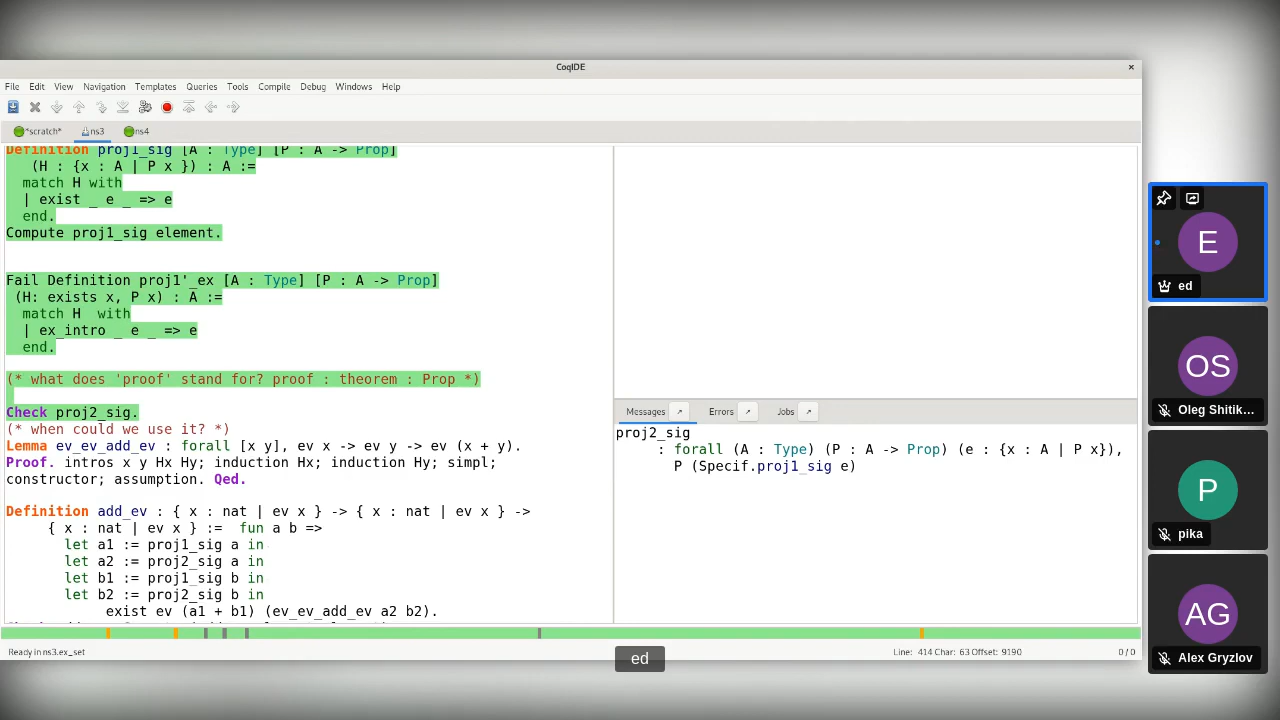 CoqIDE
×
File Edit View Navigation Templates Queries Tools Compile Debug Windows Help
*scratch* ns3 ns4
Definition proj1_sig [A : Type] [P : A -> Prop]
(H : {x : A | P x }) : A :=
match H with
| exist _ e _ => e
end.
Compute proj1_sig element.
Fail Definition proj1'_ex [A : Type] [P : A -> Prop]
(H: exists x, P x) : A :=
match H with
| ex_intro _ e _ => e
end.
(* what does 'proof' stand for? proof : theorem : Prop *)
Check proj2_sig.
(* when could we use it? *)
Lemma ev_ev_add_ev : forall [x y], ev x -> ev y -> ev (x + y).
Proof. intros x y Hx Hy; induction Hx; induction Hy; simpl;
constructor; assumption. Qed.
Definition add_ev : { x : nat | ev x } -> { x : nat | ev x } ->
{ x : nat | ev x } := fun a b =>
let a1 := proj1_sig a in
let a2 := proj2_sig a in
let b1 := proj1_sig b in
let b2 := proj2_sig b in
exist ev (a1 + b1) (ev_ev_add_ev a2 b2).
Messages Errors Jobs
proj2_sig
: forall (A : Type) (P : A -> Prop) (e : {x : A | P x}),
P (Specif.proj1_sig e)
Ready in ns3.ex_set
Line: 414 Char: 63 Offset: 9190
0 / 0
ed
E
ed
OS
Oleg Shitik...
P
pika
AG
Alex Gryzlov